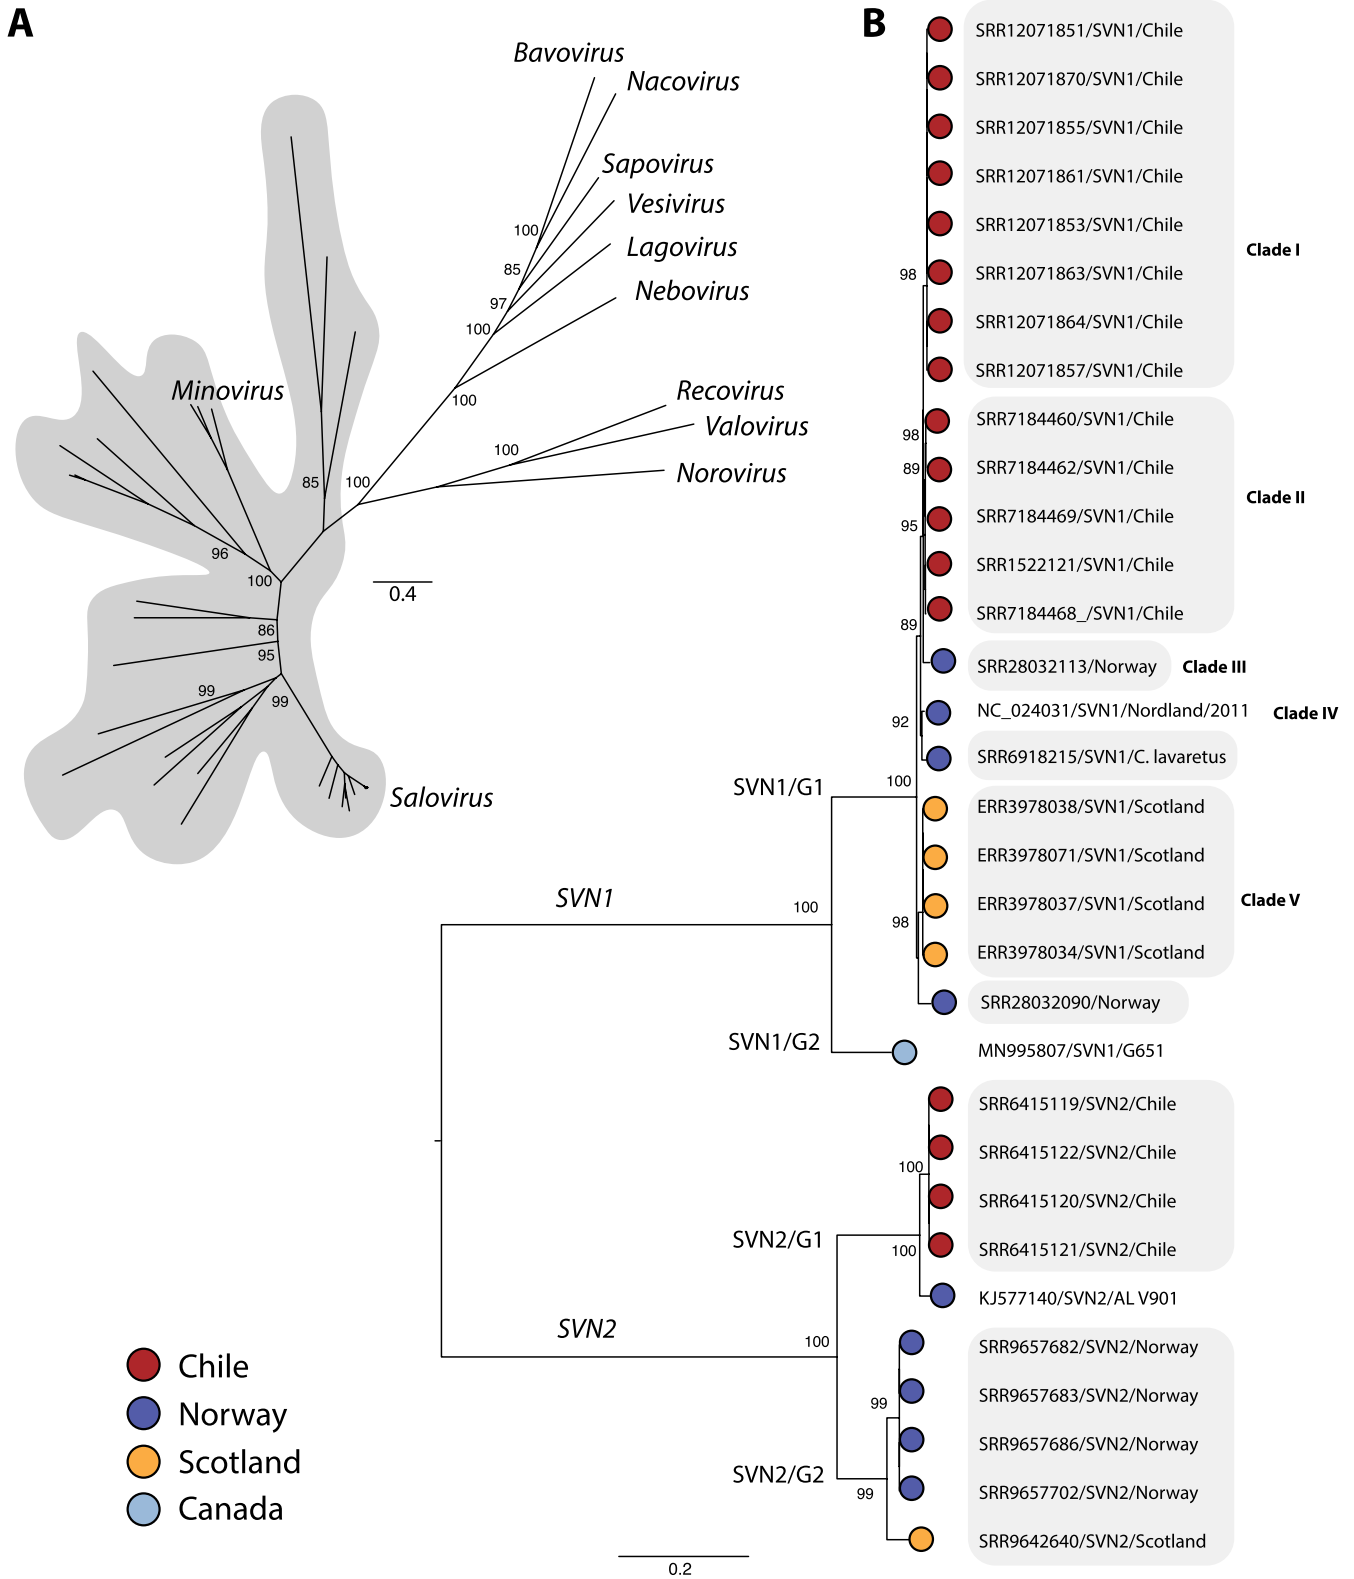 A
Bavovirus
Nacovirus
Sapovirus
Vesivirus
Lagovirus
Nebovirus
Recovirus
Valovirus
Norovirus
Minovirus
Salovirus
100
85
97
100
100
100
100
85
96
100
86
95
99
99
0.4
B
SRR12071851/SVN1/Chile
SRR12071870/SVN1/Chile
SRR12071855/SVN1/Chile
SRR12071861/SVN1/Chile
SRR12071853/SVN1/Chile
SRR12071863/SVN1/Chile
SRR12071864/SVN1/Chile
SRR12071857/SVN1/Chile
Clade I
SRR7184460/SVN1/Chile
SRR7184462/SVN1/Chile
SRR7184469/SVN1/Chile
SRR1522121/SVN1/Chile
SRR7184468_/SVN1/Chile
Clade II
SRR28032113/Norway
Clade III
NC_024031/SVN1/Nordland/2011
Clade IV
SRR6918215/SVN1/C. lavaretus
ERR3978038/SVN1/Scotland
ERR3978071/SVN1/Scotland
ERR3978037/SVN1/Scotland
ERR3978034/SVN1/Scotland
Clade V
SRR28032090/Norway
MN995807/SVN1/G651
SRR6415119/SVN2/Chile
SRR6415122/SVN2/Chile
SRR6415120/SVN2/Chile
SRR6415121/SVN2/Chile
KJ577140/SVN2/AL V901
SRR9657682/SVN2/Norway
SRR9657683/SVN2/Norway
SRR9657686/SVN2/Norway
SRR9657702/SVN2/Norway
SRR9642640/SVN2/Scotland
98
98
89
95
89
92
100
98
100
100
100
100
99
99
SVN1/G1
SVN1
SVN1/G2
SVN2/G1
SVN2
SVN2/G2
Chile
Norway
Scotland
Canada
0.2